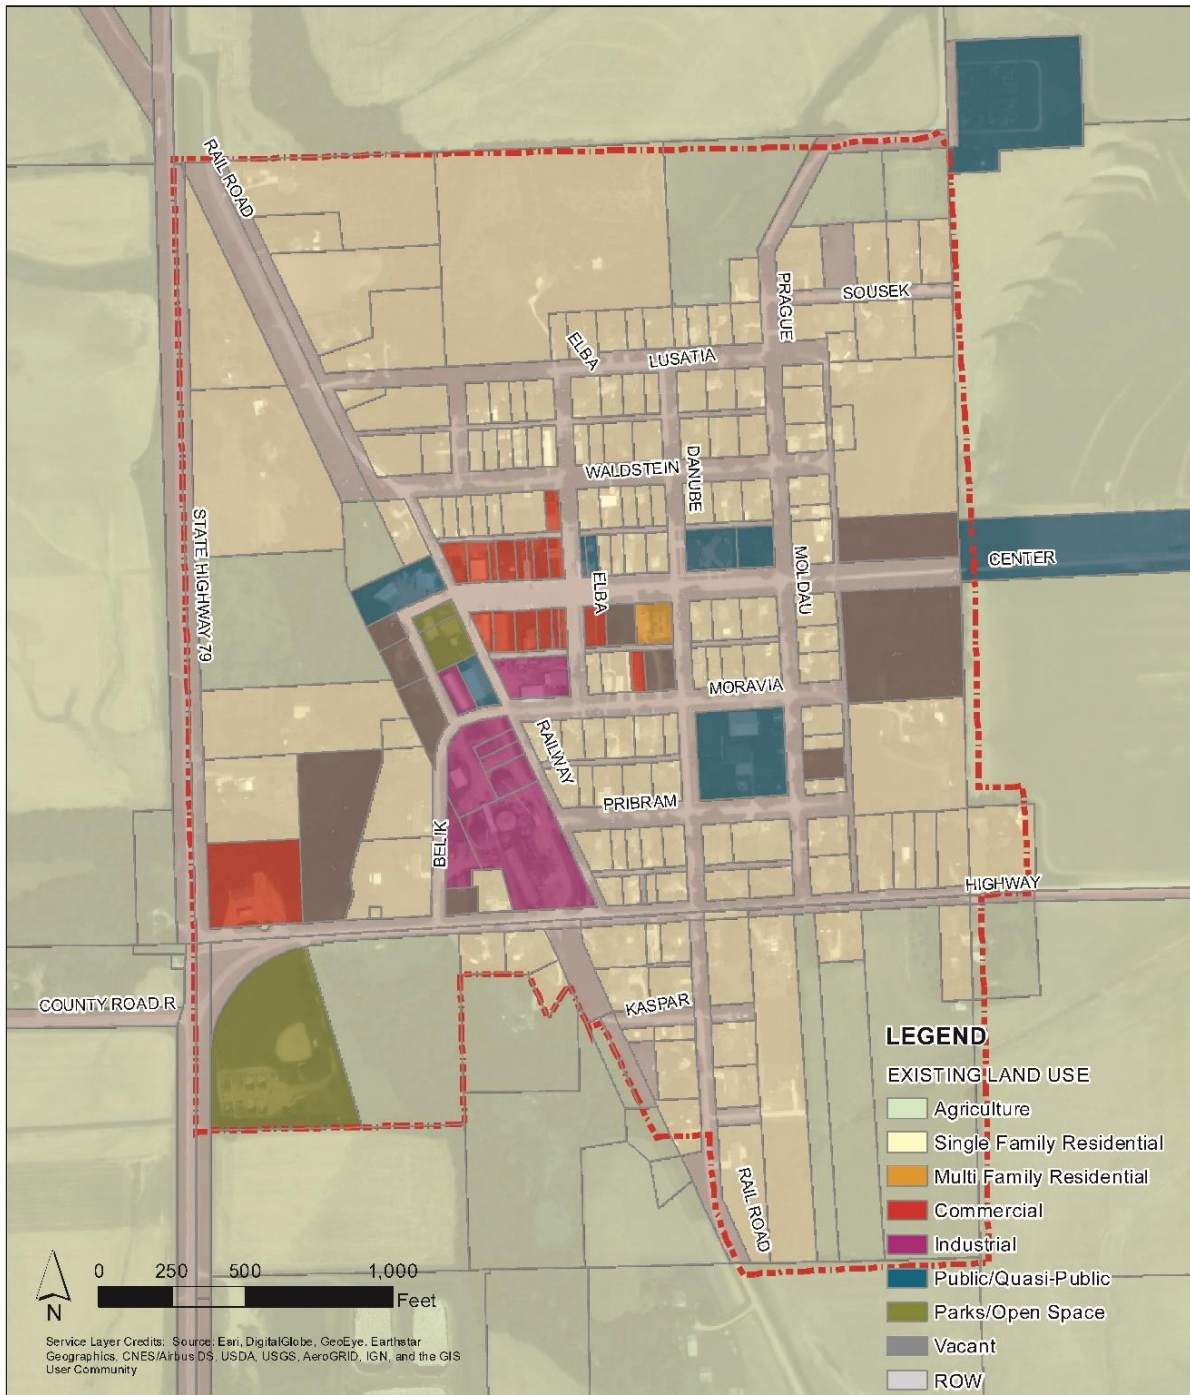 RAIL ROAD
PRAGUE
SOUSEK
ELBA
LUSATIA
WALDSTEIN
DANUBE
STATE HIGHWAY 79
CENTER
ELBA
MOLDAU
MORAVIA
RAILWAY
PRIBRAM
BELIK
HIGHWAY
COUNTY ROAD R
KASPAR
RAIL ROAD
LEGEND
EXISTING LAND USE
Agriculture
Single Family Residential
Multi Family Residential
Commercial
Industrial
Public/Quasi-Public
Parks/Open Space
Vacant
ROW
N
0 250 500 1,000
Feet
Service Layer Credits: Source: Esri, DigitalGlobe, GeoEye, Earthstar
Geographics, CNES/Airbus DS, USDA, USGS, AeroGRID, IGN, and the GIS
User Community